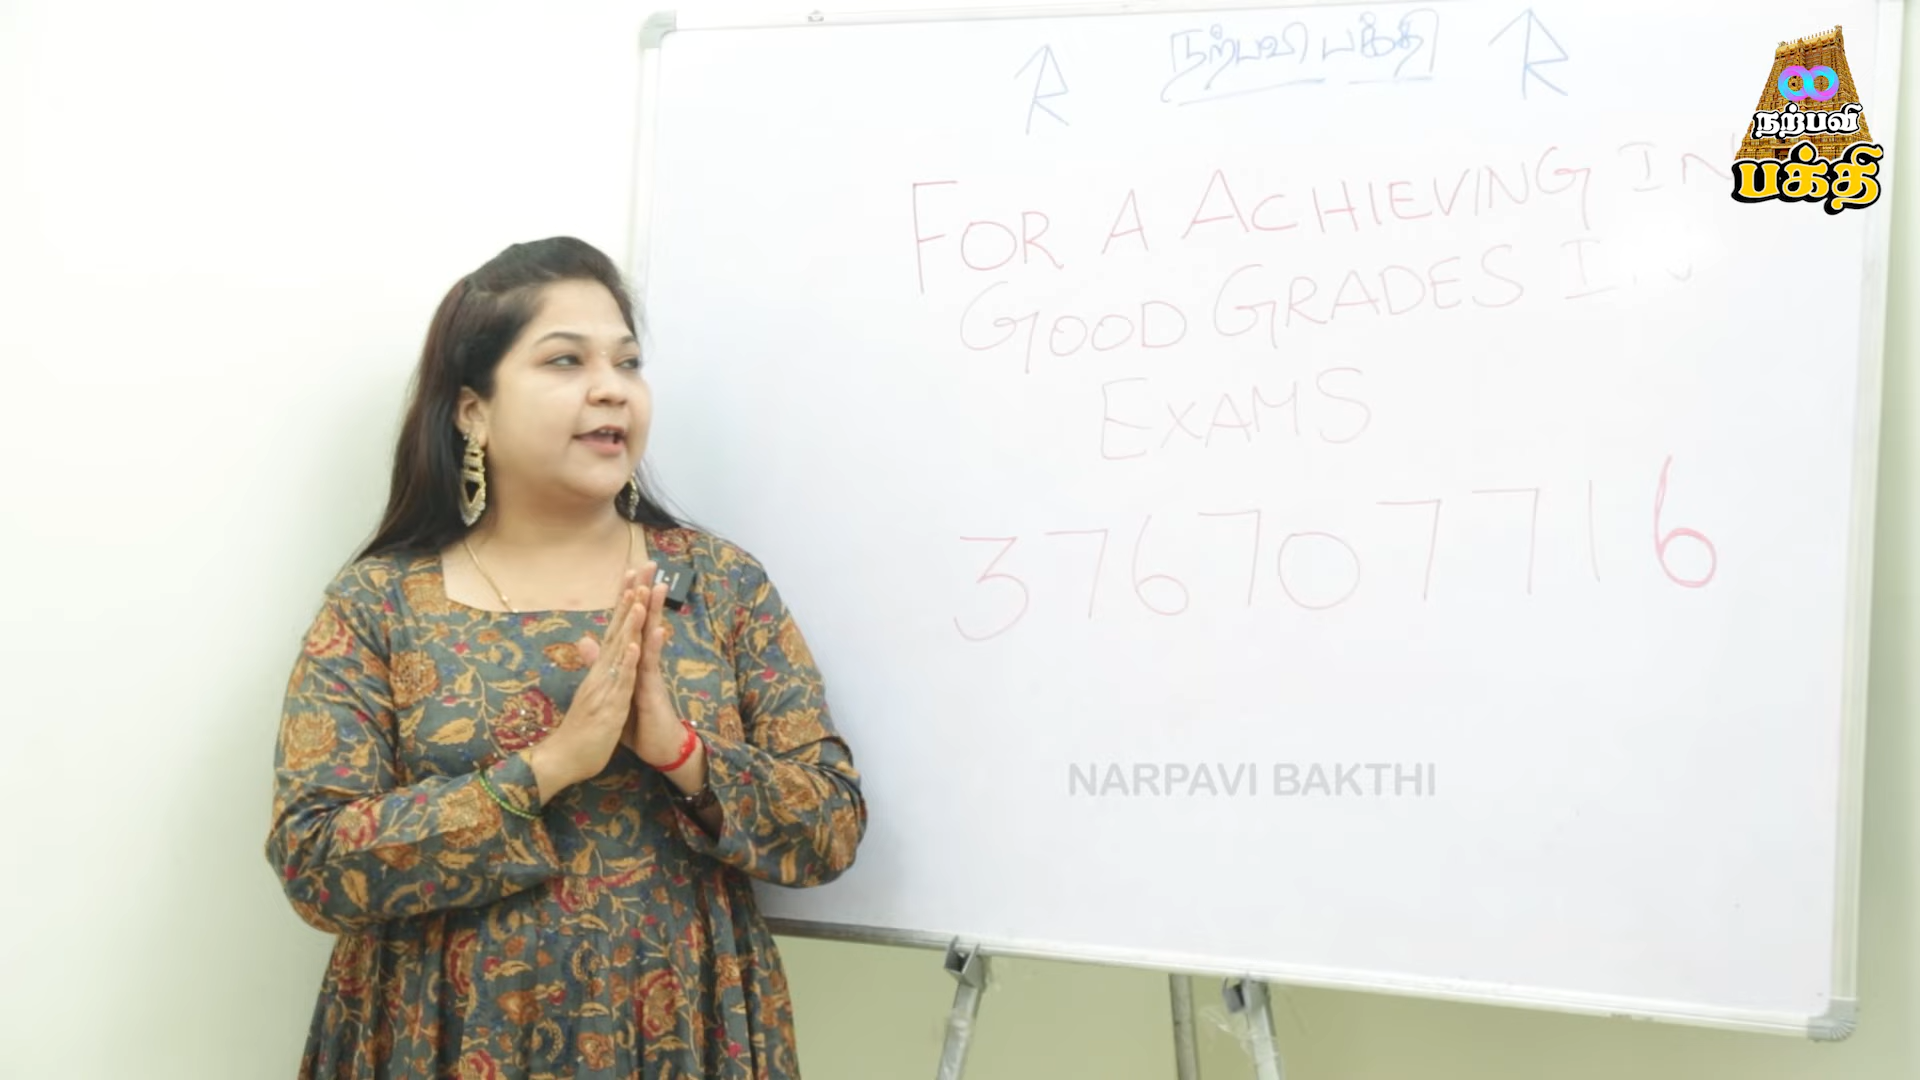 நற்பவி பக்தி
நற்பவி
பக்தி
FOR A ACHIEVING IN
GOOD GRADES IN
EXAMS
376707716
NARPAVI BAKTHI